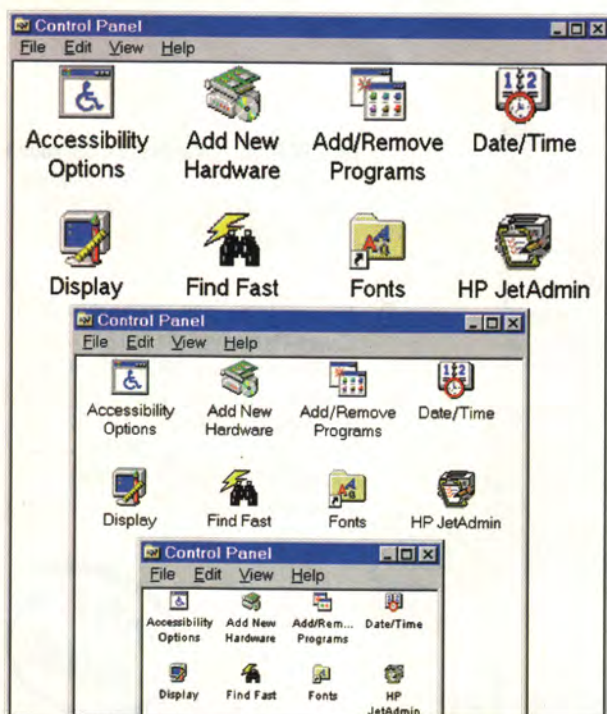 Control Panel
File Edit View Help
Accessibility Options
Add New Hardware
Add/Remove Programs
Date/Time
Display
Find Fast
Fonts
HP JetAdmin
Control Panel
File Edit View Help
Accessibility Options
Add New Hardware
Add/Remove Programs
Date/Time
Display
Find Fast
Fonts
HP JetAdmin
Control Panel
File Edit View Help
Accessibility Options
Add New Hardware
Add/Rem... Programs
Date/Time
Display
Find Fast
Fonts
HP JetAdmin